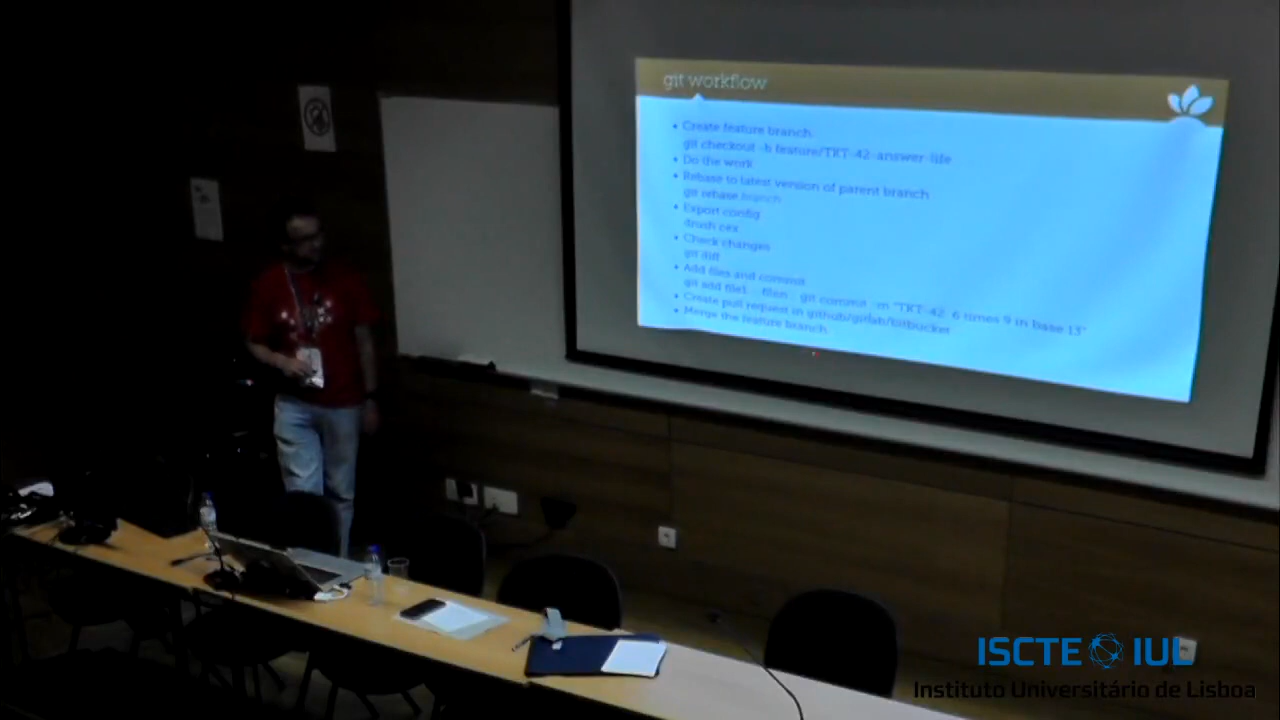 git workflow
• Create feature branch
git checkout -b feature/TKT-42-answer-life
• Do the work
• Rebase to latest version of parent branch
git rebase branch
• Export config
drush cex
• Check changes
git diff
• Add files and commit
git add file1 ... filen ; git commit -m "TKT-42 6 times 9 in base 13"
• Create pull request in github/gitlab/bitbucket
• Merge the feature branch
ISCTE IUL
Instituto Universitário de Lisboa